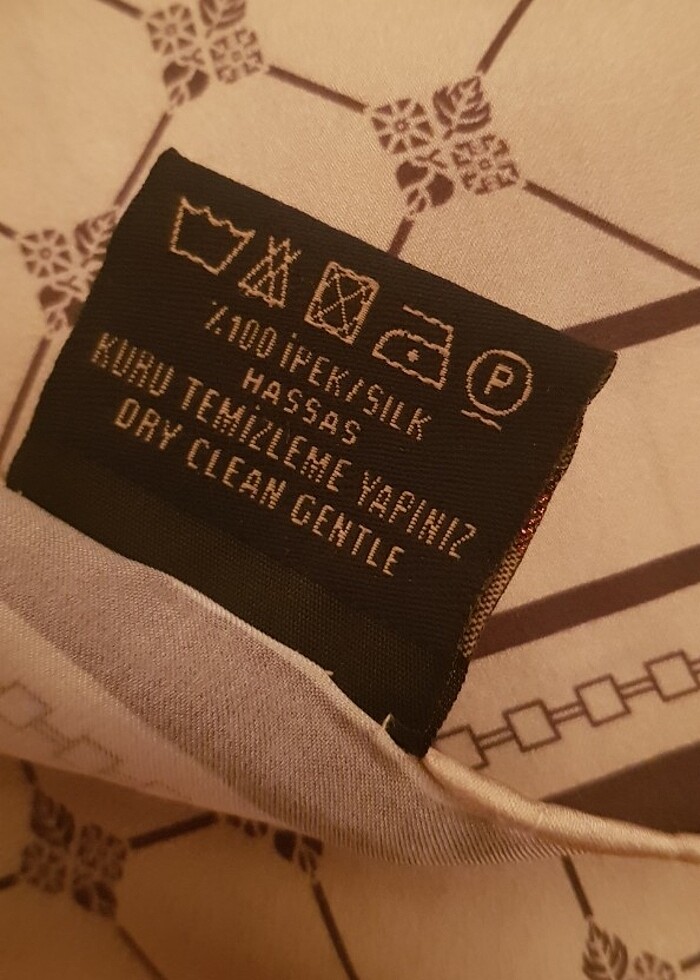 P
%100 İPEK/SILK
HASSAS
KURU TEMİZLEME YAPINIZ
DRY CLEAN GENTLE